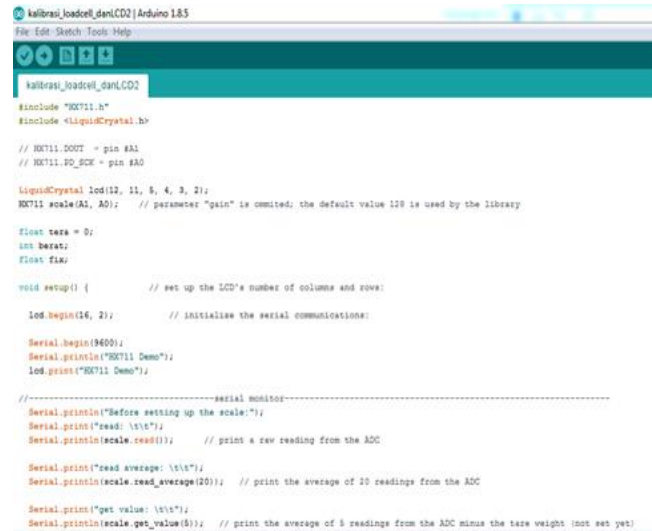 kalibrasi_loadcell_danLCD2 | Arduino 1.8.5
File Edit Sketch Tools Help
kalibrasi_loadcell_danLCD2
#include "HX711.h"
#include <LiquidCrystal.h>
// HX711.DOUT - pin #A1
// HX711.PD_SCK - pin #A0
LiquidCrystal lcd(12, 11, 5, 4, 3, 2);
HX711 scale(A1, A0); // parameter "gain" is ommited; the default value 128 is used by the library
float tara = 0;
int berat;
float fix;
void setup() { // set up the LCD's number of columns and rows:
lcd.begin(16, 2); // initialize the serial communications:
Serial.begin(9600);
Serial.println("HX711 Demo");
lcd.print("HX711 Demo");
//------------------------------------serial monitor---------------------------------------------------------------
Serial.println("Before setting up the scale:");
Serial.print("read: \t\t");
Serial.println(scale.read()); // print a raw reading from the ADC
Serial.print("read average: \t\t");
Serial.println(scale.read_average(20)); // print the average of 20 readings from the ADC
Serial.print("get value: \t\t");
Serial.println(scale.get_value(5)); // print the average of 5 readings from the ADC minus the tare weight (not set yet)